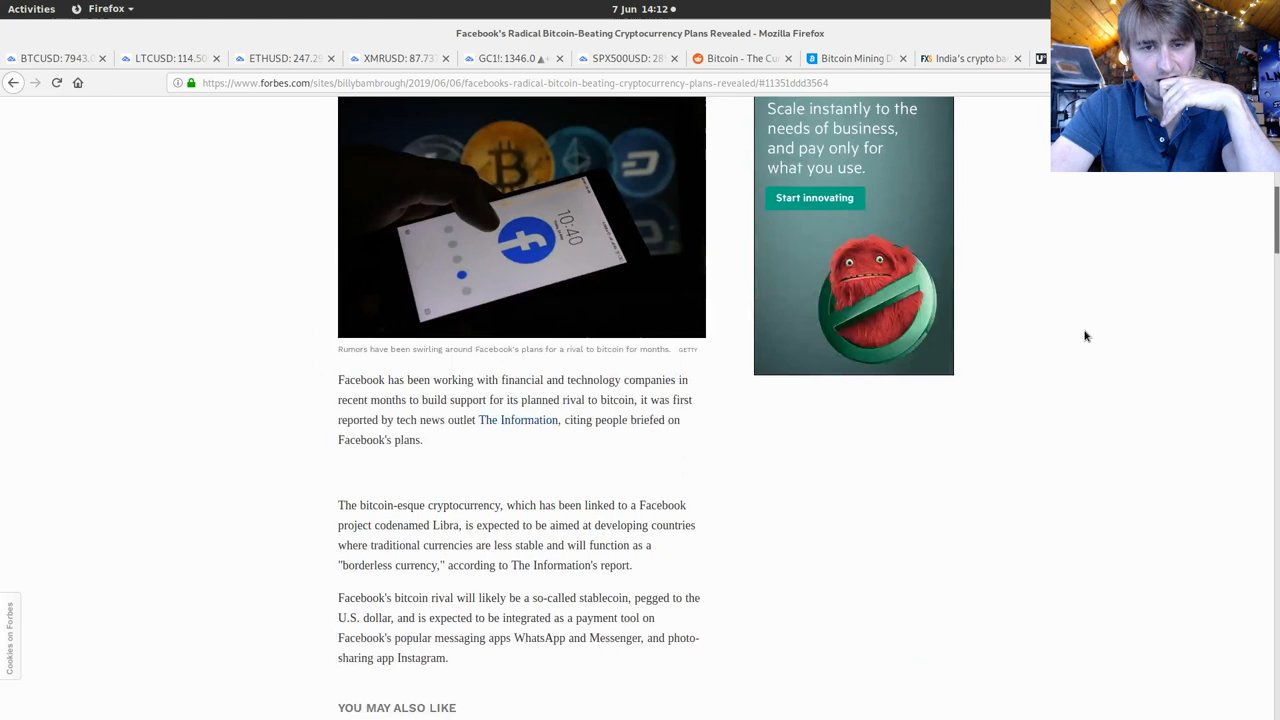 Activities
Firefox
7 Jun 14:12
Facebook's Radical Bitcoin-Beating Cryptocurrency Plans Revealed - Mozilla Firefox
BTCUSD: 7943.
LTCUSD: 114.50
ETHUSD: 247.2
XMRUSD: 87.73
GC1!: 1346.0
SPX500USD: 28
Bitcoin - The Cu
Bitcoin Mining D
FXS
India's crypto ba
https://www.forbes.com/sites/billybambrough/2019/06/06/facebooks-radical-bitcoin-beating-cryptocurrency-plans-revealed/#11351ddd3564
Scale instantly to the
needs of business,
and pay only for
what you use.
Start innovating
10:40
Rumors have been swirling around Facebook's plans for a rival to bitcoin for months. GETTY
Facebook has been working with financial and technology companies in
recent months to build support for its planned rival to bitcoin, it was first
reported by tech news outlet The Information, citing people briefed on
Facebook's plans.
The bitcoin-esque cryptocurrency, which has been linked to a Facebook
project codenamed Libra, is expected to be aimed at developing countries
where traditional currencies are less stable and will function as a
"borderless currency," according to The Information's report.
Facebook's bitcoin rival will likely be a so-called stablecoin, pegged to the
U.S. dollar, and is expected to be integrated as a payment tool on
Facebook's popular messaging apps WhatsApp and Messenger, and photo-
sharing app Instagram.
YOU MAY ALSO LIKE
Cookies on Forbes